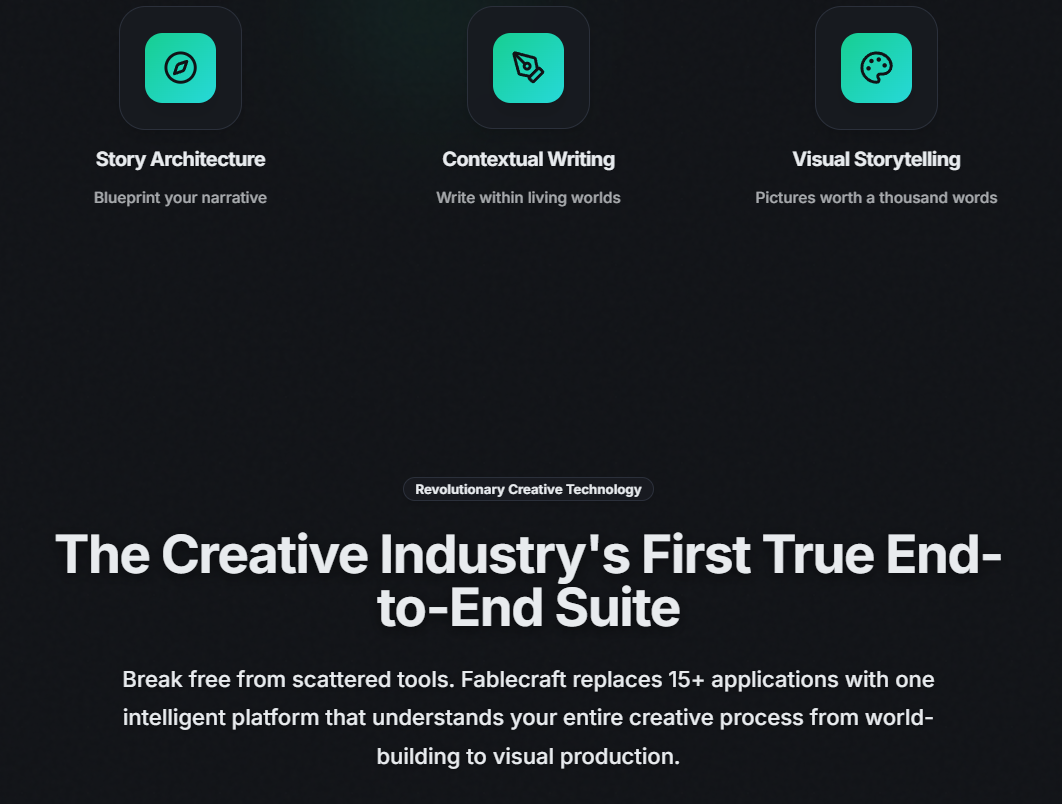 Story Architecture
Blueprint your narrative
Contextual Writing
Write within living worlds
Visual Storytelling
Pictures worth a thousand words
Revolutionary Creative Technology
The Creative Industry's First True End-
to-End Suite
Break free from scattered tools. Fablecraft replaces 15+ applications with one
intelligent platform that understands your entire creative process from world-
building to visual production.